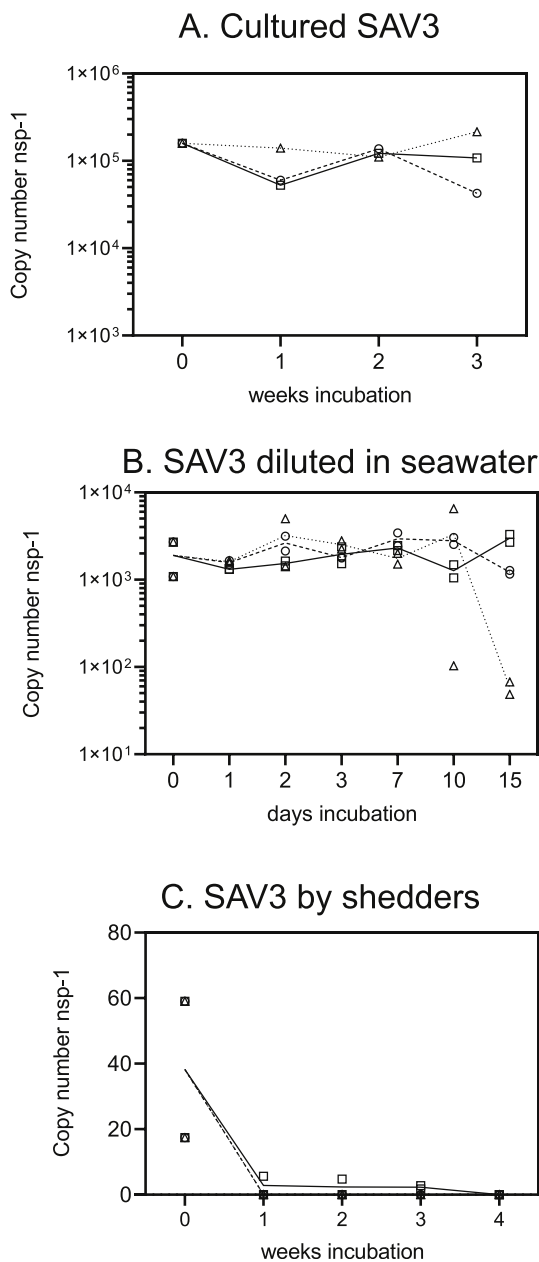 A. Cultured SAV3
Copy number nsp-1
1×10⁶
1×10⁵
1×10⁴
1×10³
0 1 2 3
weeks incubation
B. SAV3 diluted in seawater
Copy number nsp-1
1×10⁴
1×10³
1×10²
1×10¹
0 1 2 3 7 10 15
days incubation
C. SAV3 by shedders
Copy number nsp-1
80
60
40
20
0
0 1 2 3 4
weeks incubation